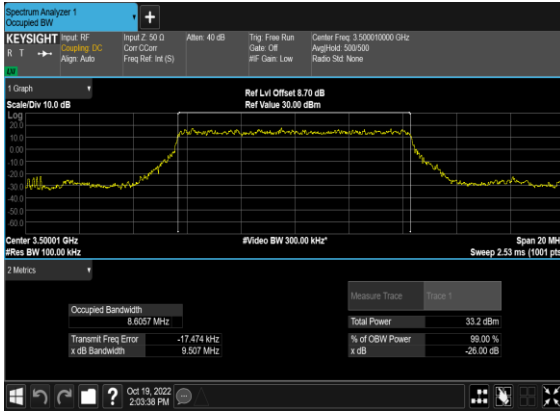 Spectrum Analyzer 1
Occupied BW
+
KEYSIGHT
R T
Input: RF
Coupling: DC
Align: Auto
Input Z: 50 Ω
Corr CCorr
Freq Ref: Int (S)
Atten: 40 dB
Trig: Free Run
Gate: Off
#IF Gain: Low
Center Freq: 3.500010000 GHz
Avg|Hold: 500/500
Radio Std: None
1 Graph
Scale/Div 10.0 dB
Ref Lvl Offset 8.70 dB
Ref Value 30.00 dBm
Log
20.0
10.0
0.00
-10.0
-20.0
-30.0
-40.0
-50.0
-60.0
Center 3.50001 GHz
#Res BW 100.00 kHz
#Video BW 300.00 kHz*
Span 20 MH
Sweep 2.53 ms (1001 pts
2 Metrics
Measure Trace
Trace 1
Occupied Bandwidth
8.6057 MHz
Total Power
33.2 dBm
Transmit Freq Error
-17.474 kHz
% of OBW Power
99.00 %
x dB Bandwidth
9.507 MHz
x dB
-26.00 dB
?
Oct 19, 2022
2:03:38 PM